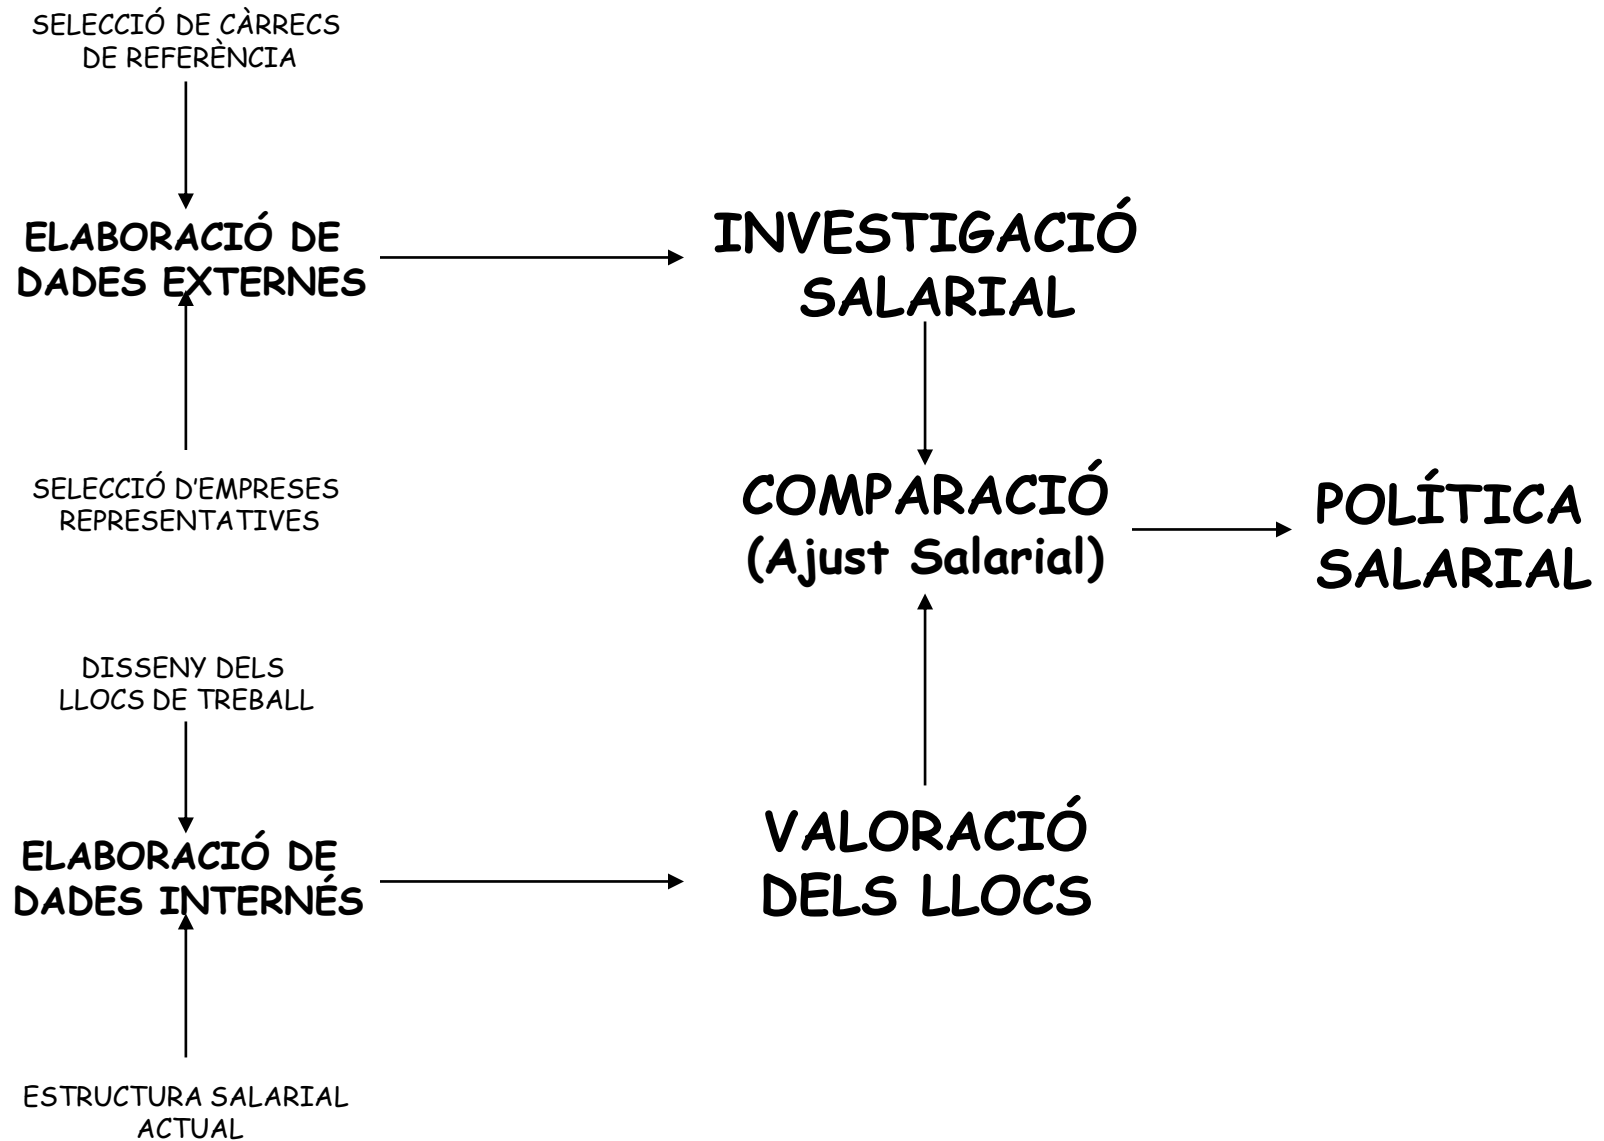 SELECCIÓ DE CÀRRECS
DE REFERÈNCIA
ELABORACIÓ DE
DADES EXTERNES
SELECCIÓ D'EMPRESES
REPRESENTATIVES
INVESTIGACIÓ
SALARIAL
COMPARACIÓ
(Ajust Salarial)
POLÍTICA
SALARIAL
DISSENY DELS
LLOCS DE TREBALL
ELABORACIÓ DE
DADES INTERNÉS
ESTRUCTURA SALARIAL
ACTUAL
VALORACIÓ
DELS LLOCS